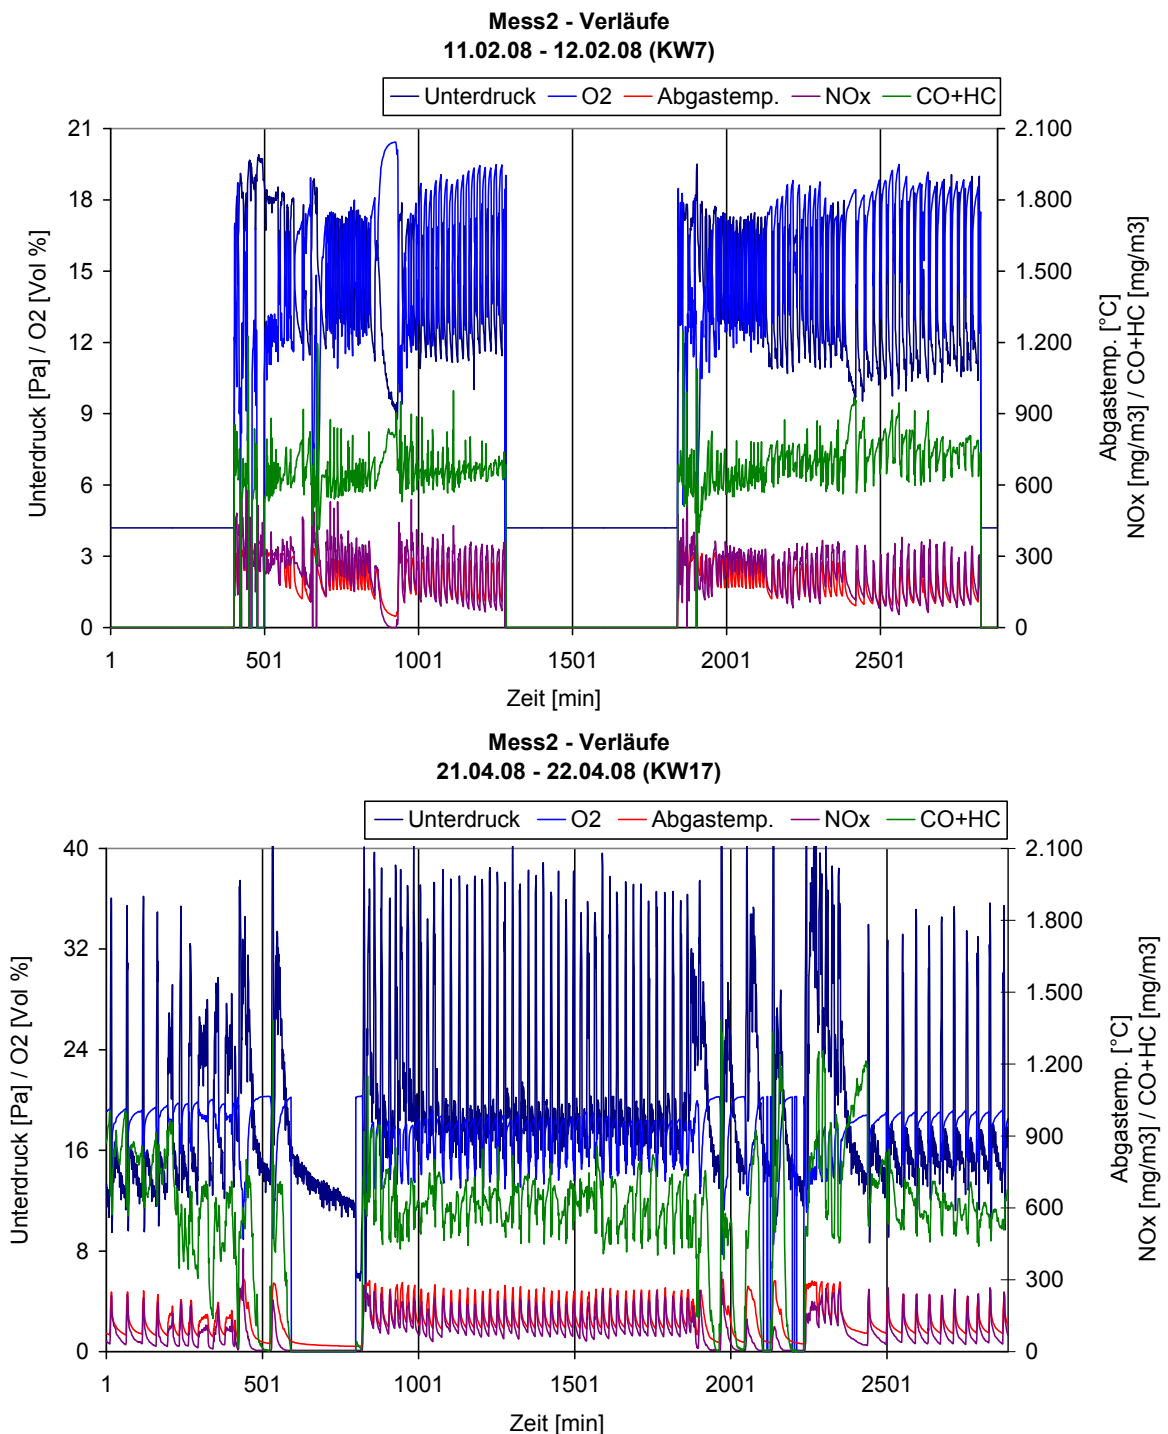 Mess2 - Verläufe
11.02.08 - 12.02.08 (KW7)
Unterdruck O2 Abgastemp. NOx CO+HC
21 2.100
18 1.800
15 1.500
12 1.200
9 900
6 600
3 300
0 0
Unterdruck [Pa] / O2 [Vol %]
Abgastemp. [°C]
NOx [mg/m3] / CO+HC [mg/m3]
1 501 1001 1501 2001 2501
Zeit [min]
Mess2 - Verläufe
21.04.08 - 22.04.08 (KW17)
Unterdruck O2 Abgastemp. NOx CO+HC
40 2.100
1.800
32
1.500
24
1.200
16 900
600
8
300
0 0
Unterdruck [Pa] / O2 [Vol %]
Abgastemp. [°C]
NOx [mg/m3] / CO+HC [mg/m3]
1 501 1001 1501 2001 2501
Zeit [min]